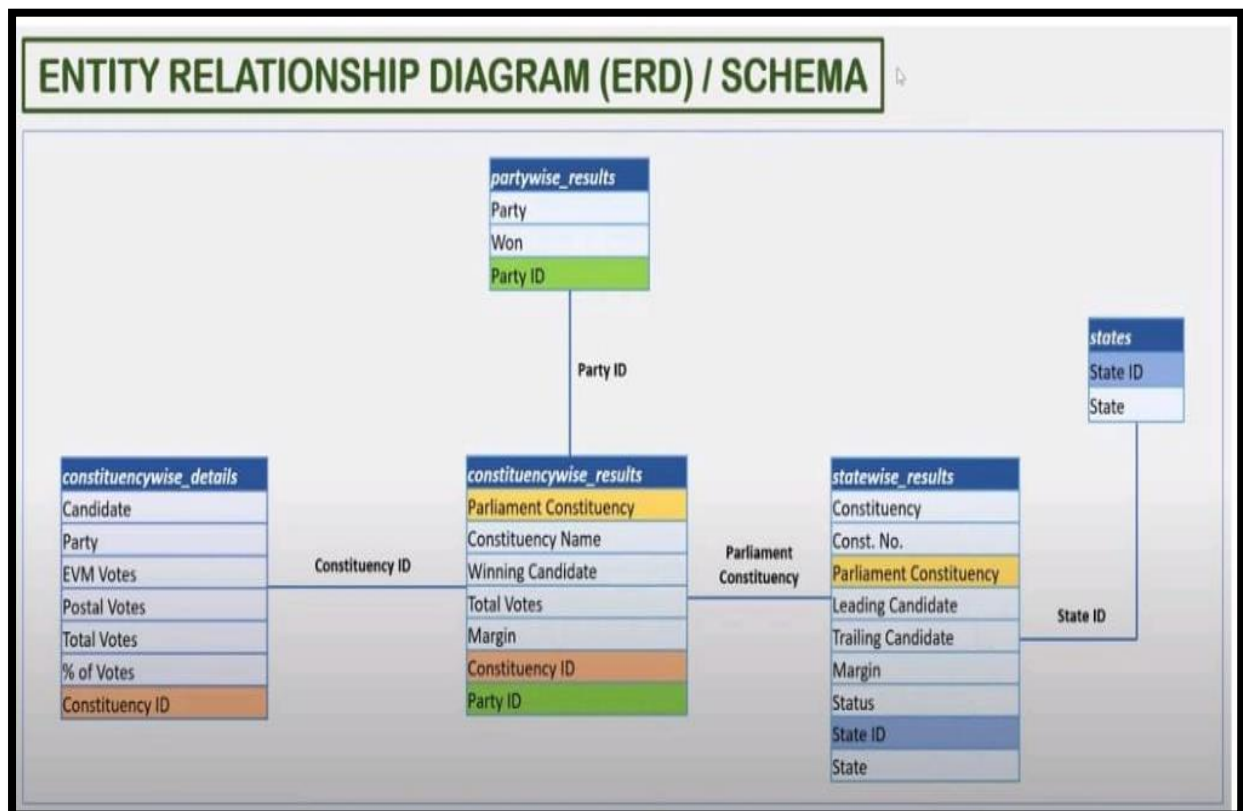 ENTITY RELATIONSHIP DIAGRAM (ERD) / SCHEMA
partywise_results
Party
Won
Party ID
Party ID
states
State ID
State
constituencywise_details
Candidate
Party
EVM Votes
Postal Votes
Total Votes
% of Votes
Constituency ID
Constituency ID
constituencywise_results
Parliament Constituency
Constituency Name
Winning Candidate
Total Votes
Margin
Constituency ID
Party ID
Parliament
Constituency
statewise_results
Constituency
Const. No.
Parliament Constituency
Leading Candidate
Trailing Candidate
Margin
Status
State ID
State
State ID